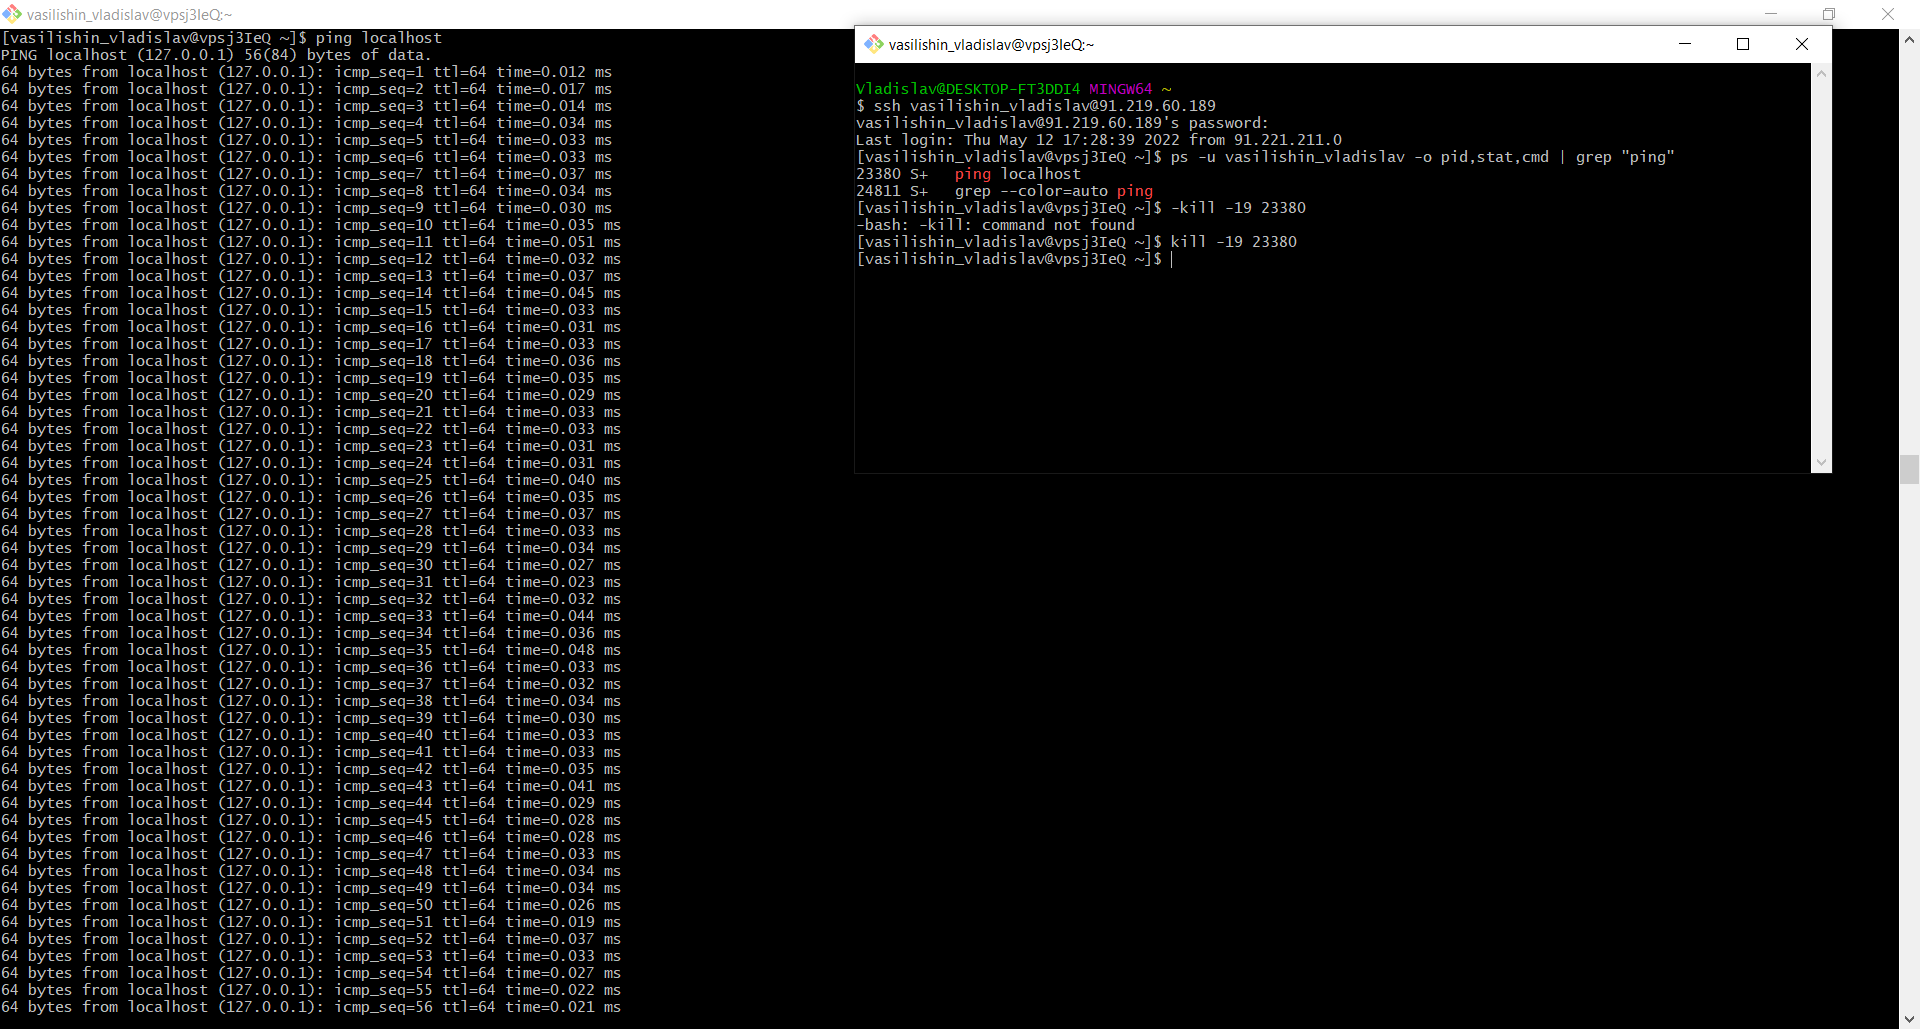 vasilishin_vladislav@vpsj3IeQ:~
[vasilishin_vladislav@vpsj3IeQ ~]$ ping localhost
PING localhost (127.0.0.1) 56(84) bytes of data.
64 bytes from localhost (127.0.0.1): icmp_seq=1 ttl=64 time=0.012 ms
64 bytes from localhost (127.0.0.1): icmp_seq=2 ttl=64 time=0.017 ms
64 bytes from localhost (127.0.0.1): icmp_seq=3 ttl=64 time=0.014 ms
64 bytes from localhost (127.0.0.1): icmp_seq=4 ttl=64 time=0.034 ms
64 bytes from localhost (127.0.0.1): icmp_seq=5 ttl=64 time=0.033 ms
64 bytes from localhost (127.0.0.1): icmp_seq=6 ttl=64 time=0.033 ms
64 bytes from localhost (127.0.0.1): icmp_seq=7 ttl=64 time=0.037 ms
64 bytes from localhost (127.0.0.1): icmp_seq=8 ttl=64 time=0.034 ms
64 bytes from localhost (127.0.0.1): icmp_seq=9 ttl=64 time=0.030 ms
64 bytes from localhost (127.0.0.1): icmp_seq=10 ttl=64 time=0.035 ms
64 bytes from localhost (127.0.0.1): icmp_seq=11 ttl=64 time=0.051 ms
64 bytes from localhost (127.0.0.1): icmp_seq=12 ttl=64 time=0.032 ms
64 bytes from localhost (127.0.0.1): icmp_seq=13 ttl=64 time=0.037 ms
64 bytes from localhost (127.0.0.1): icmp_seq=14 ttl=64 time=0.045 ms
64 bytes from localhost (127.0.0.1): icmp_seq=15 ttl=64 time=0.033 ms
64 bytes from localhost (127.0.0.1): icmp_seq=16 ttl=64 time=0.031 ms
64 bytes from localhost (127.0.0.1): icmp_seq=17 ttl=64 time=0.033 ms
64 bytes from localhost (127.0.0.1): icmp_seq=18 ttl=64 time=0.036 ms
64 bytes from localhost (127.0.0.1): icmp_seq=19 ttl=64 time=0.035 ms
64 bytes from localhost (127.0.0.1): icmp_seq=20 ttl=64 time=0.029 ms
64 bytes from localhost (127.0.0.1): icmp_seq=21 ttl=64 time=0.033 ms
64 bytes from localhost (127.0.0.1): icmp_seq=22 ttl=64 time=0.033 ms
64 bytes from localhost (127.0.0.1): icmp_seq=23 ttl=64 time=0.031 ms
64 bytes from localhost (127.0.0.1): icmp_seq=24 ttl=64 time=0.031 ms
64 bytes from localhost (127.0.0.1): icmp_seq=25 ttl=64 time=0.040 ms
64 bytes from localhost (127.0.0.1): icmp_seq=26 ttl=64 time=0.035 ms
64 bytes from localhost (127.0.0.1): icmp_seq=27 ttl=64 time=0.037 ms
64 bytes from localhost (127.0.0.1): icmp_seq=28 ttl=64 time=0.033 ms
64 bytes from localhost (127.0.0.1): icmp_seq=29 ttl=64 time=0.034 ms
64 bytes from localhost (127.0.0.1): icmp_seq=30 ttl=64 time=0.027 ms
64 bytes from localhost (127.0.0.1): icmp_seq=31 ttl=64 time=0.023 ms
64 bytes from localhost (127.0.0.1): icmp_seq=32 ttl=64 time=0.032 ms
64 bytes from localhost (127.0.0.1): icmp_seq=33 ttl=64 time=0.044 ms
64 bytes from localhost (127.0.0.1): icmp_seq=34 ttl=64 time=0.036 ms
64 bytes from localhost (127.0.0.1): icmp_seq=35 ttl=64 time=0.048 ms
64 bytes from localhost (127.0.0.1): icmp_seq=36 ttl=64 time=0.033 ms
64 bytes from localhost (127.0.0.1): icmp_seq=37 ttl=64 time=0.032 ms
64 bytes from localhost (127.0.0.1): icmp_seq=38 ttl=64 time=0.034 ms
64 bytes from localhost (127.0.0.1): icmp_seq=39 ttl=64 time=0.030 ms
64 bytes from localhost (127.0.0.1): icmp_seq=40 ttl=64 time=0.033 ms
64 bytes from localhost (127.0.0.1): icmp_seq=41 ttl=64 time=0.033 ms
64 bytes from localhost (127.0.0.1): icmp_seq=42 ttl=64 time=0.035 ms
64 bytes from localhost (127.0.0.1): icmp_seq=43 ttl=64 time=0.041 ms
64 bytes from localhost (127.0.0.1): icmp_seq=44 ttl=64 time=0.029 ms
64 bytes from localhost (127.0.0.1): icmp_seq=45 ttl=64 time=0.028 ms
64 bytes from localhost (127.0.0.1): icmp_seq=46 ttl=64 time=0.028 ms
64 bytes from localhost (127.0.0.1): icmp_seq=47 ttl=64 time=0.033 ms
64 bytes from localhost (127.0.0.1): icmp_seq=48 ttl=64 time=0.034 ms
64 bytes from localhost (127.0.0.1): icmp_seq=49 ttl=64 time=0.034 ms
64 bytes from localhost (127.0.0.1): icmp_seq=50 ttl=64 time=0.026 ms
64 bytes from localhost (127.0.0.1): icmp_seq=51 ttl=64 time=0.019 ms
64 bytes from localhost (127.0.0.1): icmp_seq=52 ttl=64 time=0.037 ms
64 bytes from localhost (127.0.0.1): icmp_seq=53 ttl=64 time=0.033 ms
64 bytes from localhost (127.0.0.1): icmp_seq=54 ttl=64 time=0.027 ms
64 bytes from localhost (127.0.0.1): icmp_seq=55 ttl=64 time=0.022 ms
64 bytes from localhost (127.0.0.1): icmp_seq=56 ttl=64 time=0.021 ms
vasilishin_vladislav@vpsj3IeQ:~
Vladislav@DESKTOP-FT3DDI4 MINGW64 ~
$ ssh vasilishin_vladislav@91.219.60.189
vasilishin_vladislav@91.219.60.189's password:
Last login: Thu May 12 17:28:39 2022 from 91.221.211.0
[vasilishin_vladislav@vpsj3IeQ ~]$ ps -u vasilishin_vladislav -o pid,stat,cmd | grep "ping"
23380 S+   ping localhost
24811 S+   grep --color=auto ping
[vasilishin_vladislav@vpsj3IeQ ~]$ -kill -19 23380
-bash: -kill: command not found
[vasilishin_vladislav@vpsj3IeQ ~]$ kill -19 23380
[vasilishin_vladislav@vpsj3IeQ ~]$